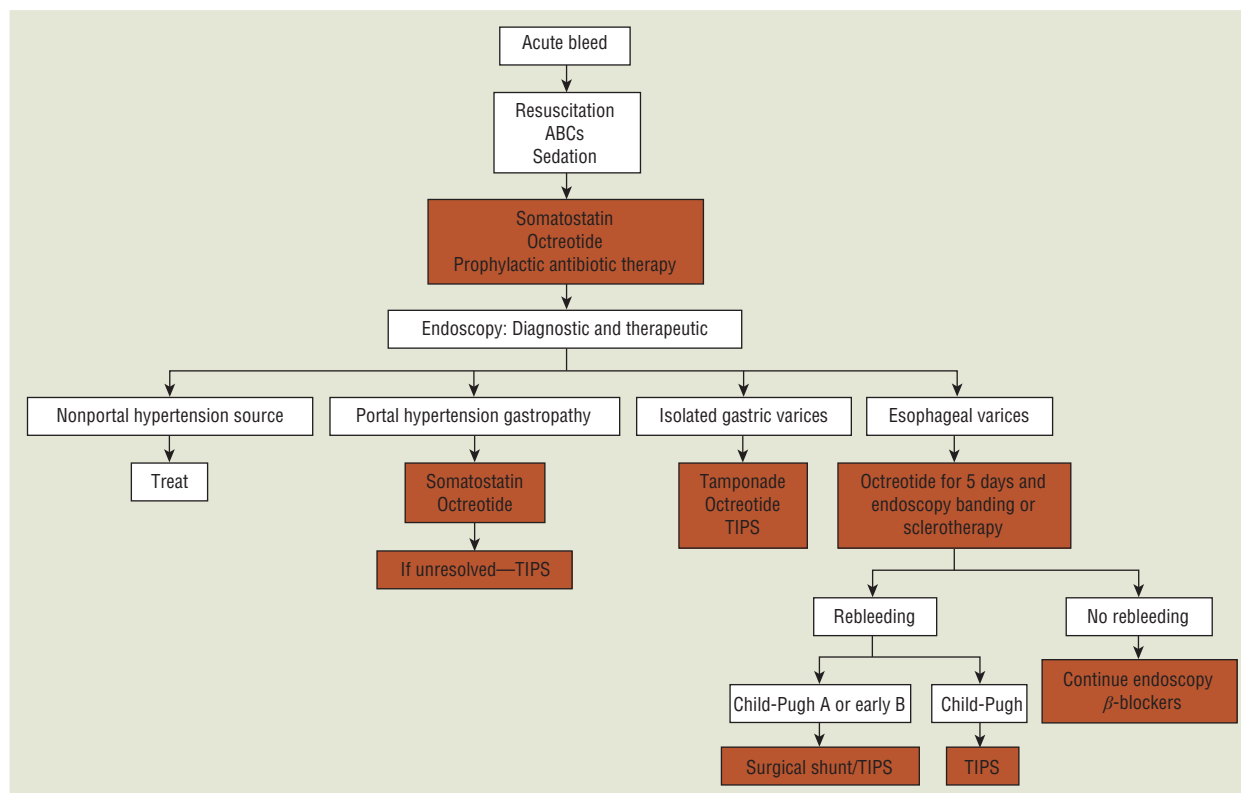 Acute bleed
Resuscitation
ABCs
Sedation
Somatostatin
Octreotide
Prophylactic antibiotic therapy
Endoscopy: Diagnostic and therapeutic
Nonportal hypertension source
Portal hypertension gastropathy
Isolated gastric varices
Esophageal varices
Treat
Somatostatin
Octreotide
If unresolved—TIPS
Tamponade
Octreotide
TIPS
Octreotide for 5 days and
endoscopy banding or
sclerotherapy
Rebleeding
No rebleeding
Child-Pugh A or early B
Child-Pugh
Continue endoscopy
β-blockers
Surgical shunt/TIPS
TIPS